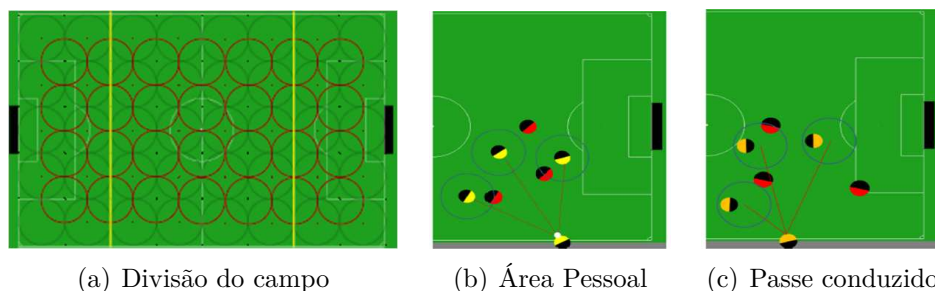 (a) Divisão do campo
(b) Área Pessoal
(c) Passe conduzido